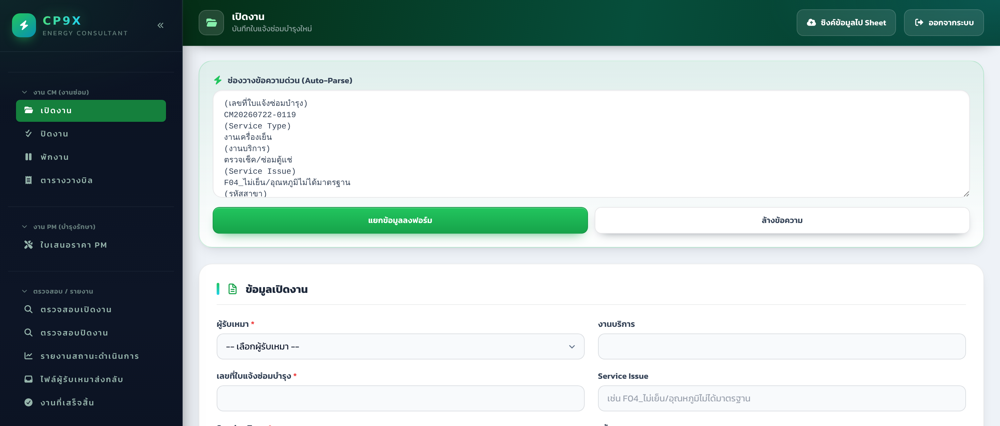 CP9X
ENERGY CONSULTANT
งาน CM (งานซ่อม)
เปิดงาน
ปิดงาน
พักงาน
ตารางวางบิล
งาน PM (บำรุงรักษา)
ใบเสนอราคา PM
ตรวจสอบ / รายงาน
ตรวจสอบเปิดงาน
ตรวจสอบปิดงาน
รายงานสถานะดำเนินการ
ไฟล์ผู้รับเหมาส่งกลับ
งานที่เสร็จสิ้น
เปิดงาน
บันทึกใบแจ้งซ่อมบำรุงใหม่
ซิงค์ข้อมูลไป Sheet
ออกจากระบบ
ช่องวางข้อความด่วน (Auto-Parse)
(เลขที่ใบแจ้งซ่อมบำรุง)
CM20260722-0119
(Service Type)
งานเครื่องเย็น
(งานบริการ)
ตรวจเช็ค/ซ่อมตู้แช่
(Service Issue)
F04_ไม่เย็น/อุณหภูมิไม่ได้มาตรฐาน
(รหัสสาขา)
แยกข้อมูลลงฟอร์ม
ล้างข้อความ
ข้อมูลเปิดงาน
ผู้รับเหมา *
งานบริการ
-- เลือกผู้รับเหมา --
เลขที่ใบแจ้งซ่อมบำรุง *
Service Issue
เช่น F04_ไม่เย็น/อุณหภูมิไม่ได้มาตรฐาน